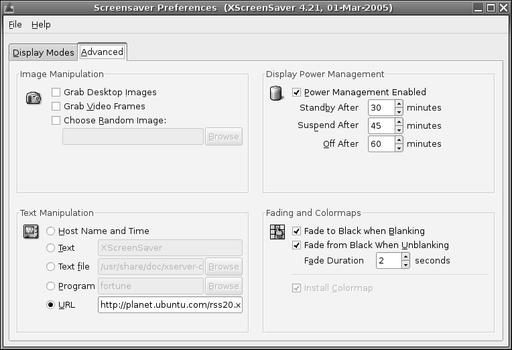 Screensaver Preferences (XScreenSaver 4.21, 01-Mar-2005)
File Help
Display Modes Advanced
Image Manipulation
Grab Desktop Images
Grab Video Frames
Choose Random Image:
Browse
Display Power Management
Power Management Enabled
Standby After 30 minutes
Suspend After 45 minutes
Off After 60 minutes
Text Manipulation
Host Name and Time
Text XScreenSaver
Text file /usr/share/doc/xserver-c Browse
Program fortune Browse
URL http://planet.ubuntu.com/rss20.x
Fading and Colormaps
Fade to Black when Blanking
Fade from Black When Unblanking
Fade Duration 2 seconds
Install Colormap